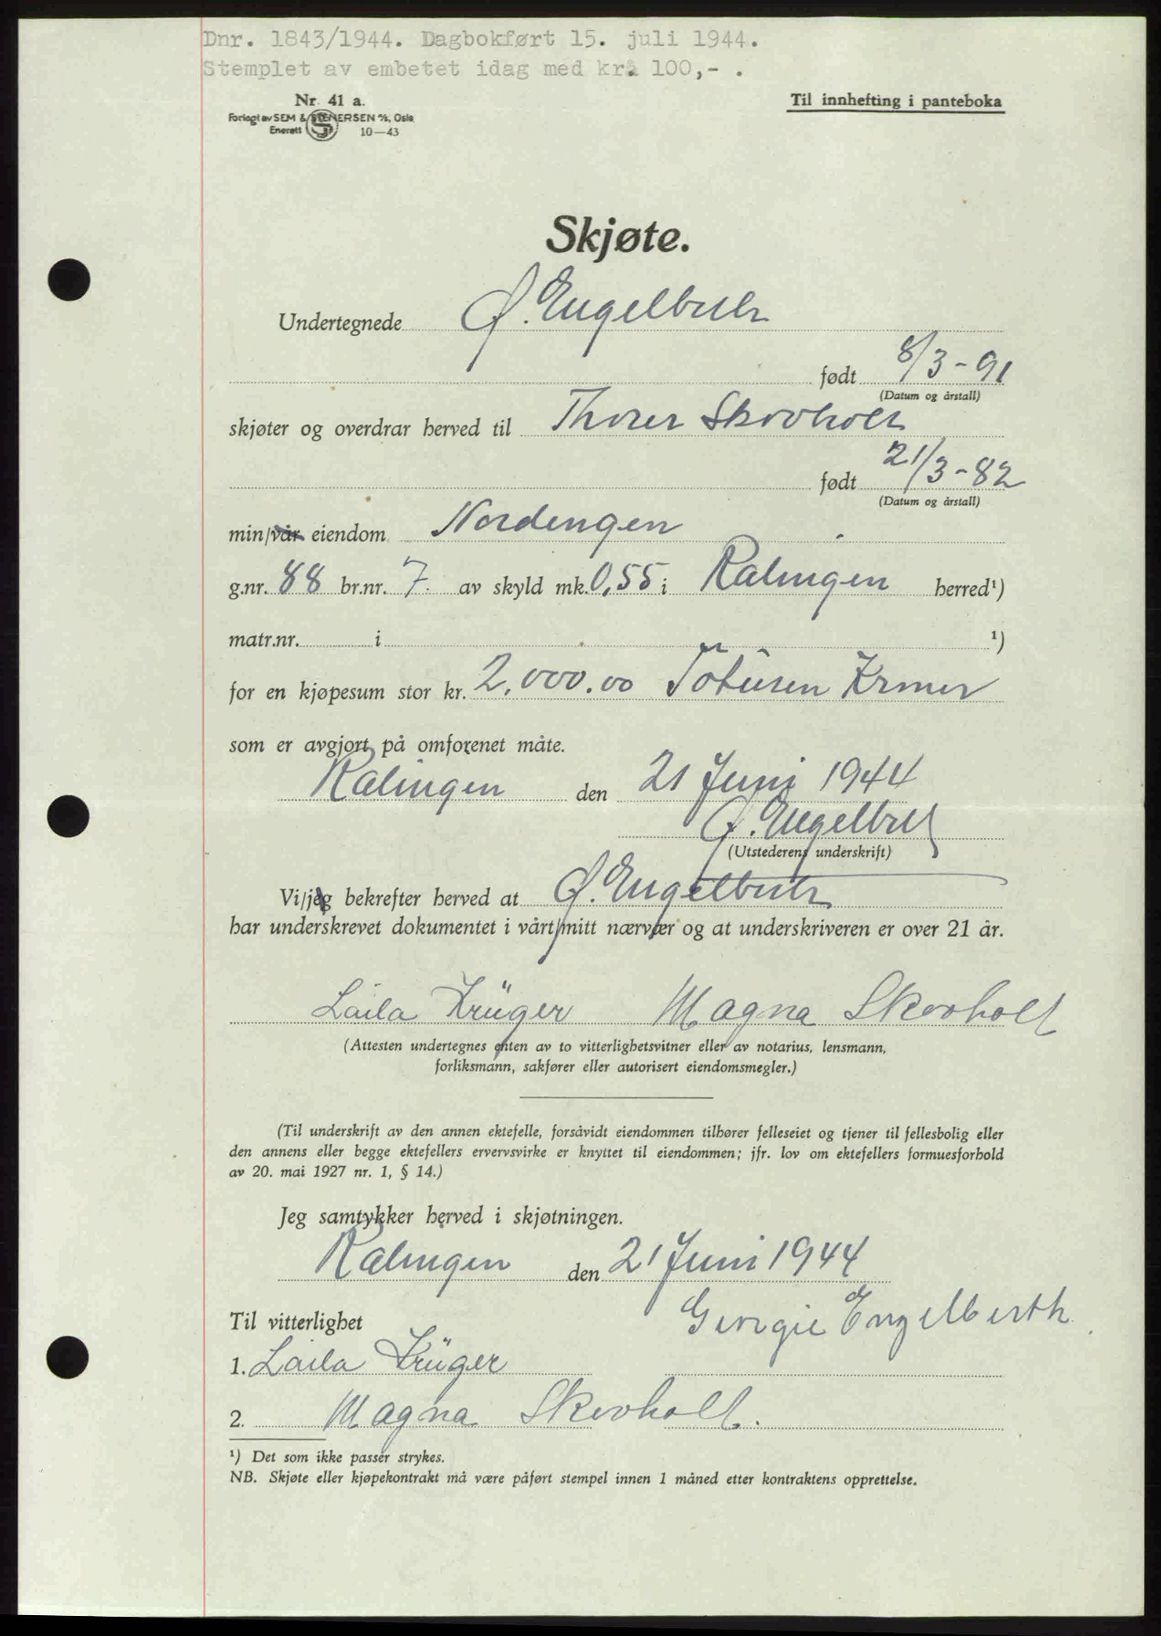 Dnr. 1843/1944. Dagbokført 15. juli 1944.
Stemplet av embetet idag med kr. 100,- .
Nr. 41 a.
Forlagt av SEM & STENERSEN A/S, Oslo
Enerett 10—43
Til innhefting i panteboka
Skjøte.
Undertegnede Ø. Engelbreth
født 8/3-91
(Datum og årstall)
skjøter og overdrar herved til Thorer Skovholt
født 21/3-82
(Datum og årstall)
min/vår eiendom Nordengen
g.nr. 88 br.nr. 7. av skyld mk. 0,55 i Rælingen herred¹)
matr.nr. i ¹)
for en kjøpesum stor kr. 2.000.00 Totusen Kroner
som er avgjort på omforenet måte.
Rælingen den 21 Juni 1944
Ø. Engelbreth
(Utstederens underskrift)
Vi/jeg bekrefter herved at Ø. Engelbreth
har underskrevet dokumentet i vårt/mitt nærvær og at underskriveren er over 21 år.
Laila Krüger Magna Skovholt
(Attesten undertegnes enten av to vitterlighetsvitner eller av notarius, lensmann,
forliksmann, sakfører eller autorisert eiendomsmegler.)
(Til underskrift av den annen ektefelle, forsåvidt eiendommen tilhører felleseiet og tjener til fellesbolig eller
den annens eller begge ektefellers ervervsvirke er knyttet til eiendommen; jfr. lov om ektefellers formuesforhold
av 20. mai 1927 nr. 1, § 14.)
Jeg samtykker herved i skjøtningen.
Rælingen den 21 Juni 1944
Til vitterlighet Engelbreth
1. Laila Krüger
2. Magna Skovholt.
¹) Det som ikke passer strykes.
NB. Skjøte eller kjøpekontrakt må være påført stempel innen 1 måned etter kontraktens opprettelse.